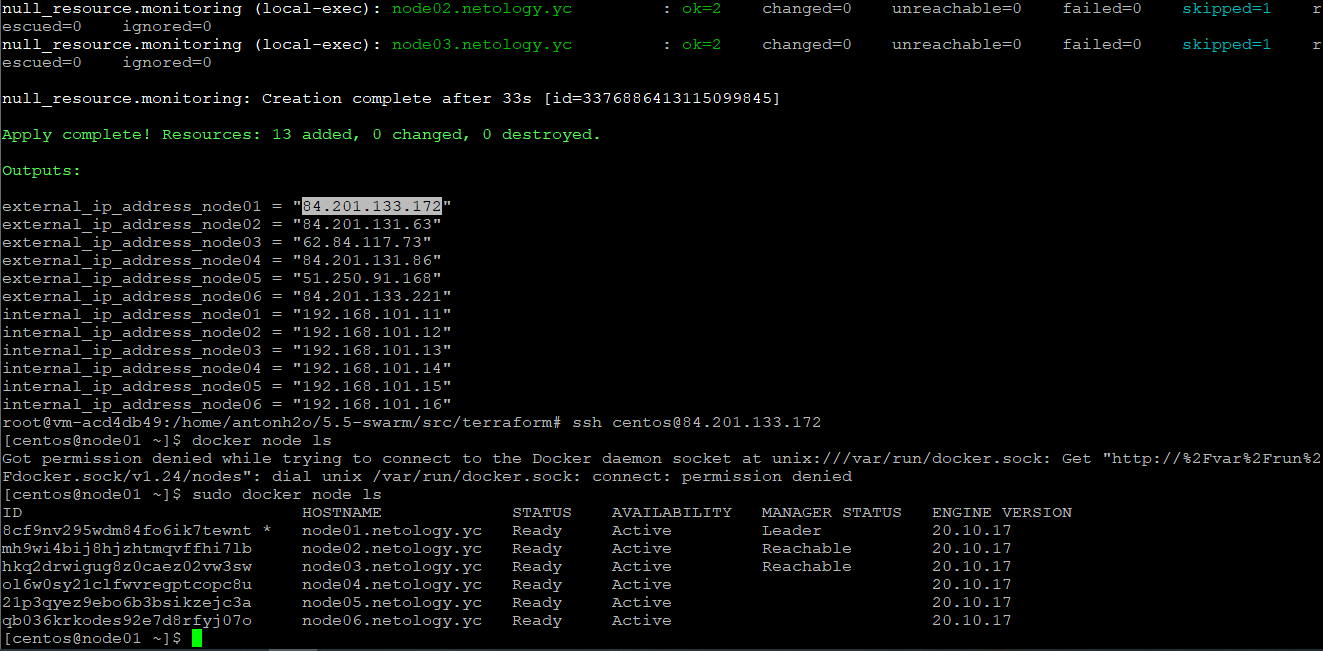 null_resource.monitoring (local-exec): node02.netology.yc         : ok=2    changed=0    unreachable=0    failed=0    skipped=1    r
escued=0    ignored=0
null_resource.monitoring (local-exec): node03.netology.yc         : ok=2    changed=0    unreachable=0    failed=0    skipped=1    r
escued=0    ignored=0
null_resource.monitoring: Creation complete after 33s [id=3376886413115099845]
Apply complete! Resources: 13 added, 0 changed, 0 destroyed.
Outputs:
external_ip_address_node01 = "84.201.133.172"
external_ip_address_node02 = "84.201.131.63"
external_ip_address_node03 = "62.84.117.73"
external_ip_address_node04 = "84.201.131.86"
external_ip_address_node05 = "51.250.91.168"
external_ip_address_node06 = "84.201.133.221"
internal_ip_address_node01 = "192.168.101.11"
internal_ip_address_node02 = "192.168.101.12"
internal_ip_address_node03 = "192.168.101.13"
internal_ip_address_node04 = "192.168.101.14"
internal_ip_address_node05 = "192.168.101.15"
internal_ip_address_node06 = "192.168.101.16"
root@vm-acd4db49:/home/antonh2o/5.5-swarm/src/terraform# ssh centos@84.201.133.172
[centos@node01 ~]$ docker node ls
Got permission denied while trying to connect to the Docker daemon socket at unix:///var/run/docker.sock: Get "http://%2Fvar%2Frun%2
Fdocker.sock/v1.24/nodes": dial unix /var/run/docker.sock: connect: permission denied
[centos@node01 ~]$ sudo docker node ls
ID                            HOSTNAME             STATUS    AVAILABILITY   MANAGER STATUS   ENGINE VERSION
8cf9nv295wdm84fo6ik7tewnt *   node01.netology.yc   Ready     Active         Leader           20.10.17
mh9wi4bij8hjzhtmqvffhi7lb     node02.netology.yc   Ready     Active         Reachable        20.10.17
hkq2drwigug8z0caez02vw3sw     node03.netology.yc   Ready     Active         Reachable        20.10.17
ol6w0sy21clfwvregptcopc8u     node04.netology.yc   Ready     Active                          20.10.17
21p3qyez9ebo6b3bsikzejc3a     node05.netology.yc   Ready     Active                          20.10.17
qb036krkodes92e7d8rfyj07o     node06.netology.yc   Ready     Active                          20.10.17
[centos@node01 ~]$